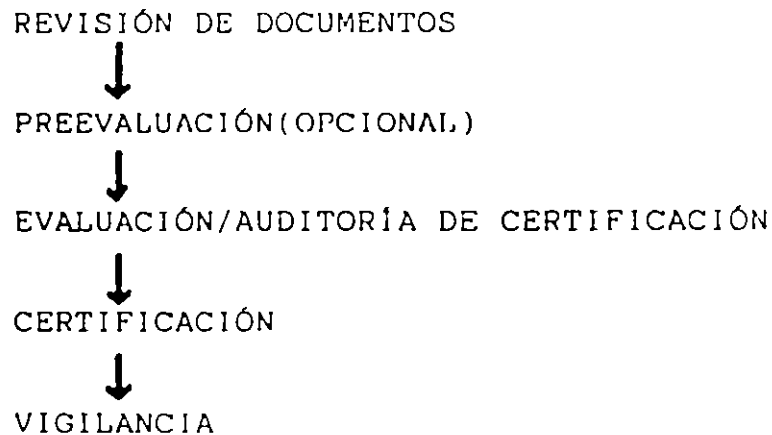 REVISIÓN DE DOCUMENTOS
PREEVALUACIÓN(OPCIONAL)
EVALUACIÓN/AUDITORÍA DE CERTIFICACIÓN
CERTIFICACIÓN
VIGILANCIA